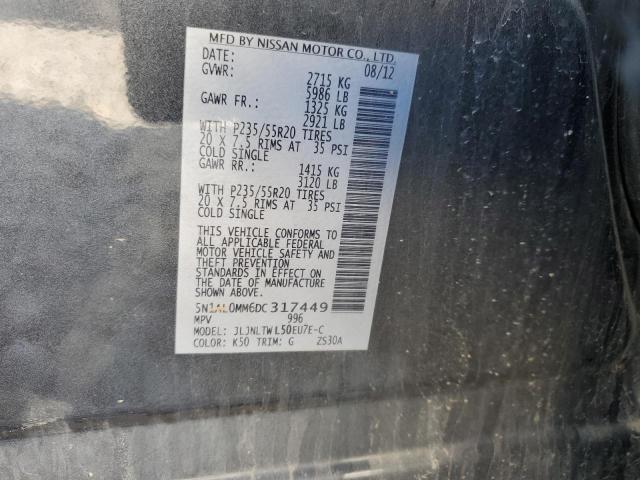 MFD BY NISSAN MOTOR CO., LTD.
DATE: 08/12
GVWR: 2715 KG
5986 LB
GAWR FR.: 1325 KG
2921 LB
WITH P235/55R20 TIRES
20 X 7.5 RIMS AT 35 PSI
COLD SINGLE
GAWR RR.: 1415 KG
3120 LB
WITH P235/55R20 TIRES
20 X 7.5 RIMS AT 35 PSI
COLD SINGLE
THIS VEHICLE CONFORMS TO
ALL APPLICABLE FEDERAL
MOTOR VEHICLE SAFETY AND
THEFT PREVENTION
STANDARDS IN EFFECT ON
THE DATE OF MANUFACTURE
SHOWN ABOVE.
5N1AL0MM6DC317449
MPV 996
MODEL: JLJNLTWL50EU7E-C
COLOR: K50 TRIM: G ZS30A